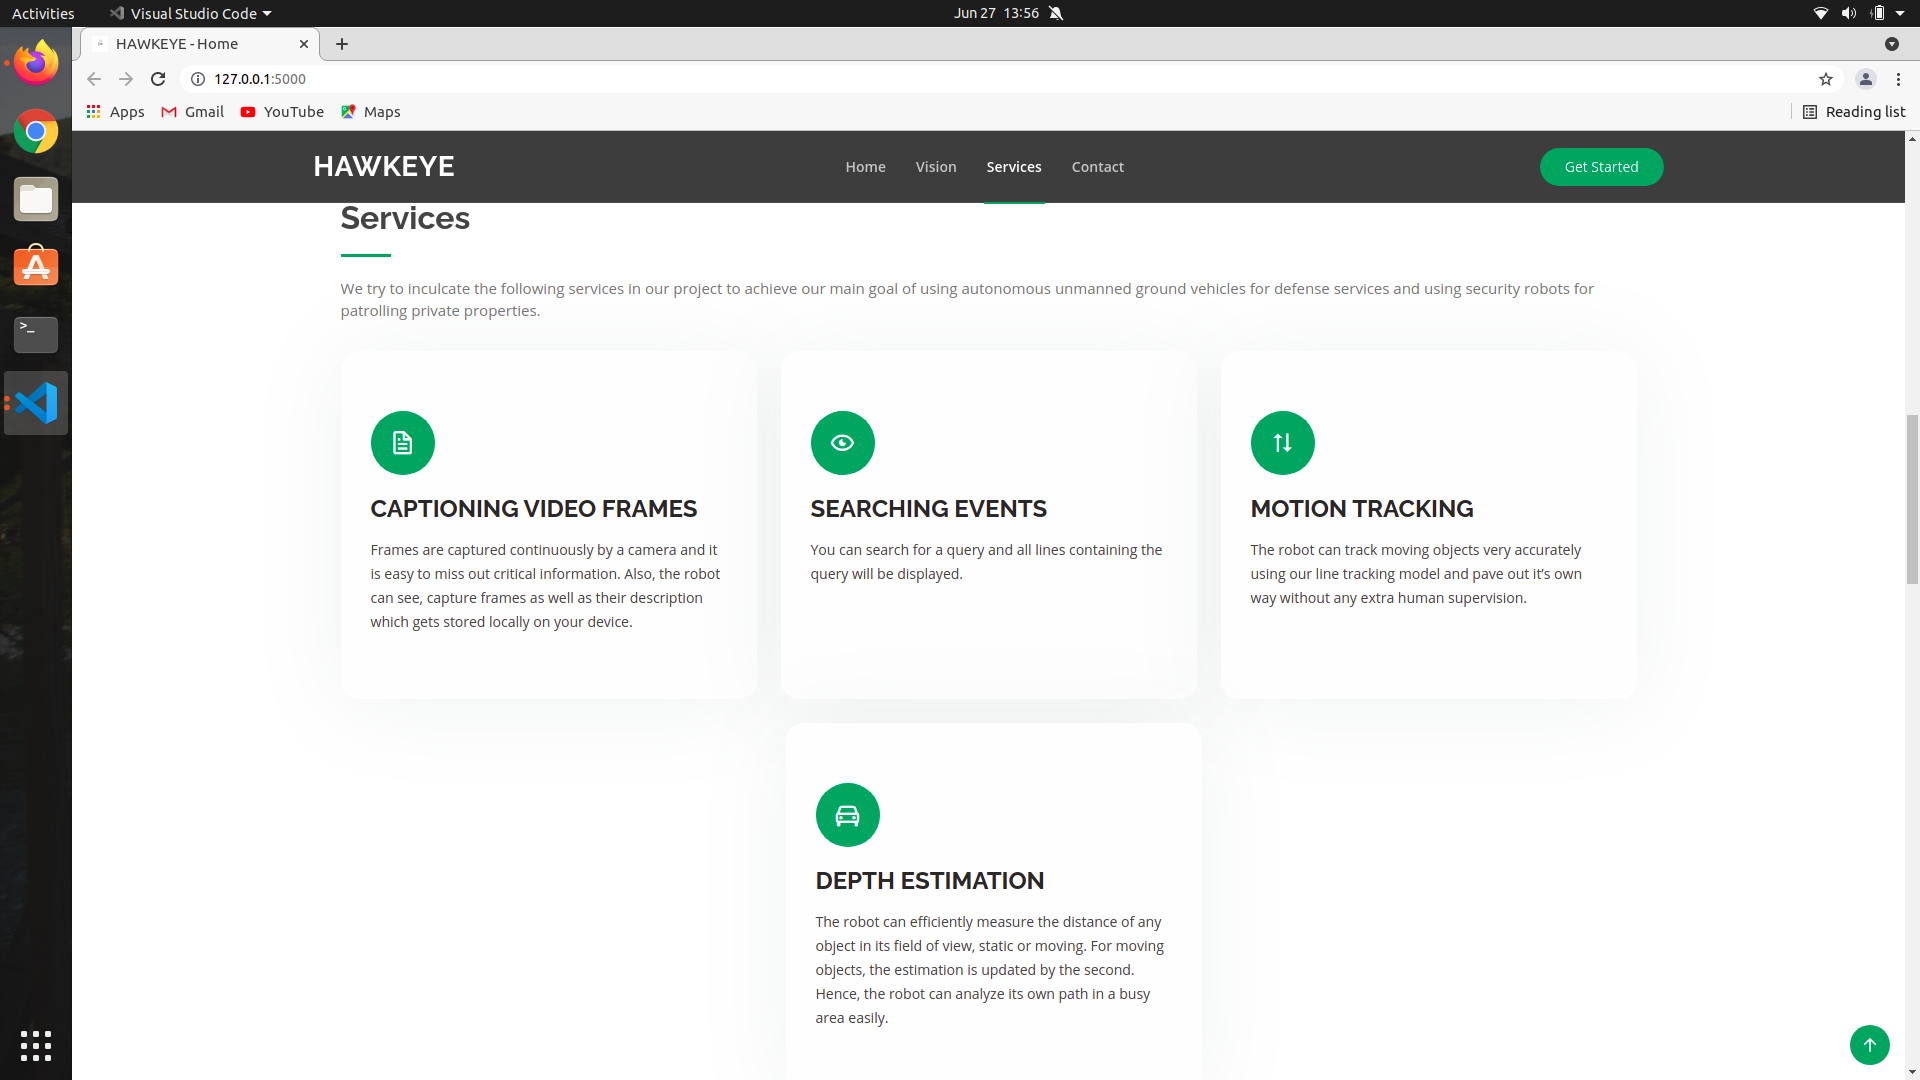 Activities
Visual Studio Code
Jun 27 13:56
HAWKEYE - Home
127.0.0.1:5000
Apps
Gmail
YouTube
Maps
Reading list
HAWKEYE
Home
Vision
Services
Contact
Get Started
Services
We try to inculcate the following services in our project to achieve our main goal of using autonomous unmanned ground vehicles for defense services and using security robots for
patrolling private properties.
CAPTIONING VIDEO FRAMES
Frames are captured continuously by a camera and it
is easy to miss out critical information. Also, the robot
can see, capture frames as well as their description
which gets stored locally on your device.
SEARCHING EVENTS
You can search for a query and all lines containing the
query will be displayed.
MOTION TRACKING
The robot can track moving objects very accurately
using our line tracking model and pave out it’s own
way without any extra human supervision.
DEPTH ESTIMATION
The robot can efficiently measure the distance of any
object in its field of view, static or moving. For moving
objects, the estimation is updated by the second.
Hence, the robot can analyze its own path in a busy
area easily.